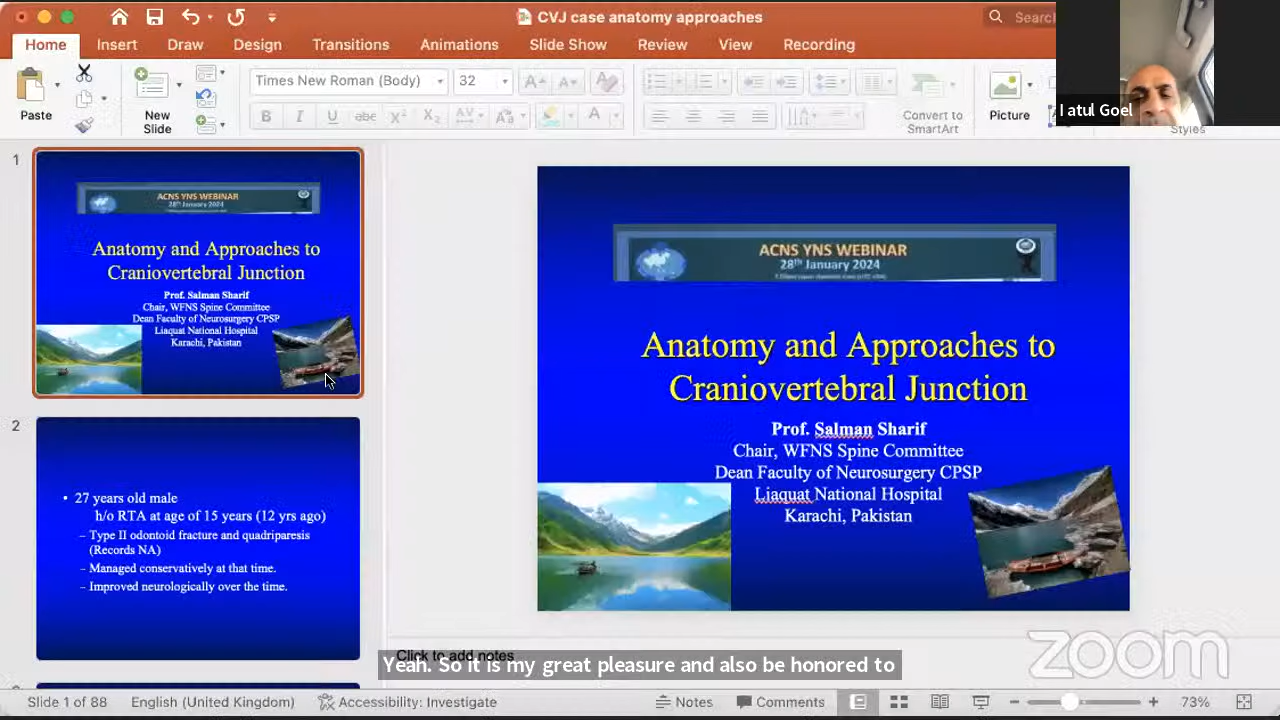 CVJ case anatomy approaches
Search
Home
Insert
Draw
Design
Transitions
Animations
Slide Show
Review
View
Recording
Paste
New
Slide
Times New Roman (Body)
32
Convert to
SmartArt
Picture
Styles
l atul Goel
1
ACNS YNS WEBINAR
28th January 2024
Anatomy and Approaches to
Craniovertebral Junction
Prof. Salman Sharif
Chair, WFNS Spine Committee
Dean Faculty of Neurosurgery CPSP
Liaquat National Hospital
Karachi, Pakistan
2
• 27 years old male
h/o RTA at age of 15 years (12 yrs ago)
– Type II odontoid fracture and quadriparesis
(Records NA)
– Managed conservatively at that time.
– Improved neurologically over the time.
ACNS YNS WEBINAR
28th January 2024
Anatomy and Approaches to
Craniovertebral Junction
Prof. Salman Sharif
Chair, WFNS Spine Committee
Dean Faculty of Neurosurgery CPSP
Liaquat National Hospital
Karachi, Pakistan
Click to add notes
Yeah. So it is my great pleasure and also be honored to
zoom
Slide 1 of 88
English (United Kingdom)
Accessibility: Investigate
Notes
Comments
73%